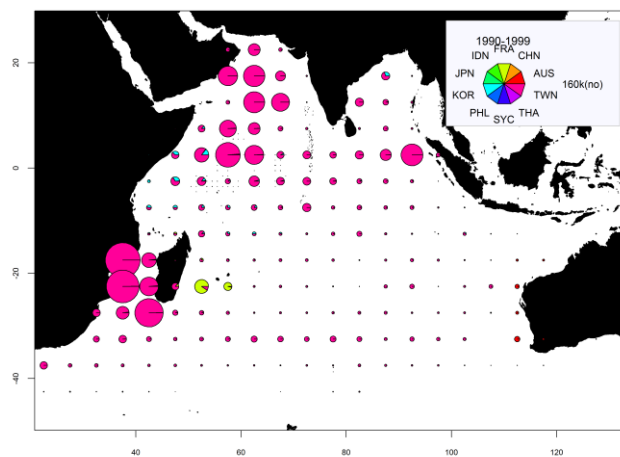 1990-1999
FRA
IDN CHN
JPN AUS
KOR TWN
PHL THA
SYC
160k(no)
20
0
-20
-40
40 60 80 100 120